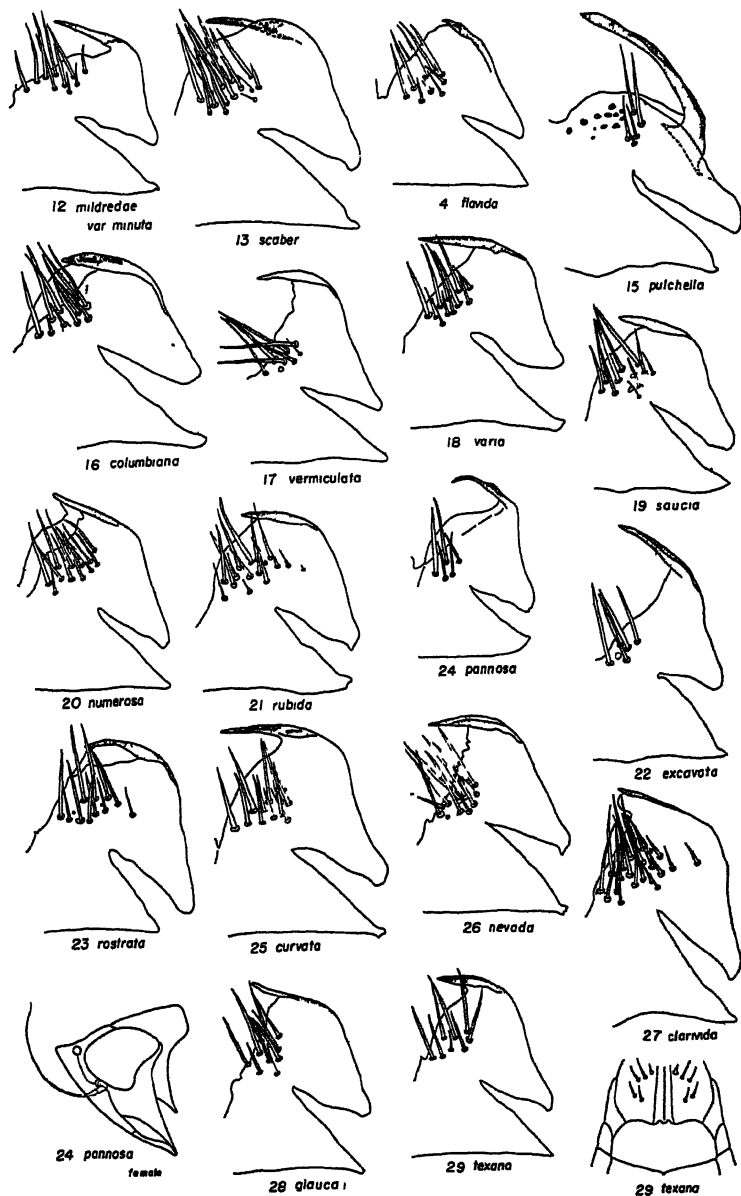 12 mildredae
var minuta
13 scaber
4 flavida
15 pulchella
16 columbiana
17 vermiculata
18 varia
19 saucia
20 numerosa
21 rubida
24 pannosa
22 excavata
23 rostrata
25 curvata
26 nevada
27 clarivida
24 pannosa
female
28 glauca
29 texana
29 texana